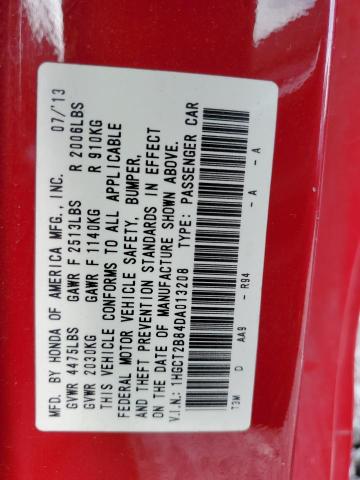 MFD. BY HONDA OF AMERICA MFG., INC. 07/'13
GVWR 4475LBS GAWR F 2513LBS R 2006LBS
GVWR 2030KG GAWR F 1140KG R 910KG
THIS VEHICLE CONFORMS TO ALL APPLICABLE
FEDERAL MOTOR VEHICLE SAFETY, BUMPER,
AND THEFT PREVENTION STANDARDS IN EFFECT
ON THE DATE OF MANUFACTURE SHOWN ABOVE.
V.I.N.: 1HGCT2B84DA013208 TYPE: PASSENGER CAR
T3M D AA9 - R94 - A - A